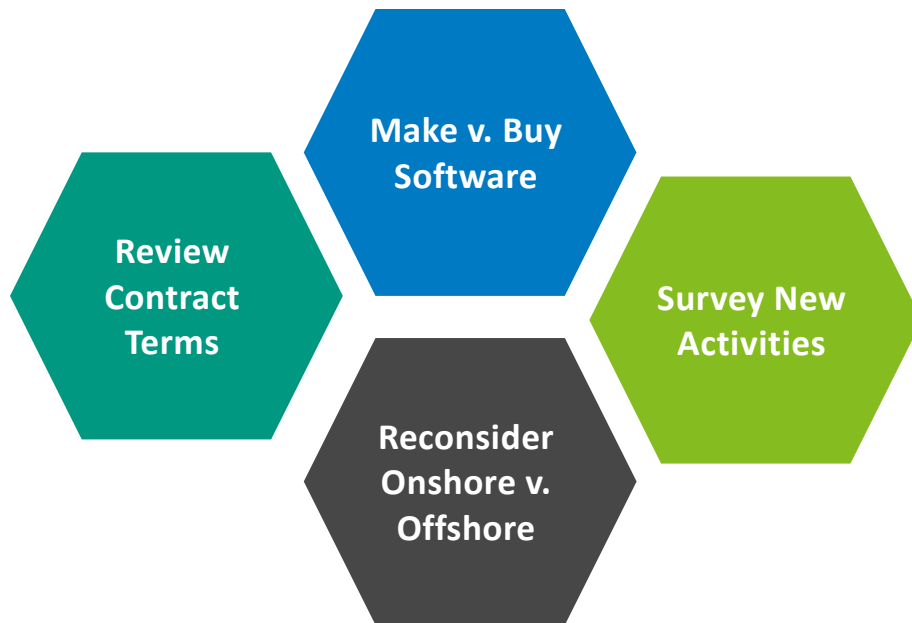 Make v. Buy
Software
Review
Contract
Terms
Survey New
Activities
Reconsider
Onshore v.
Offshore